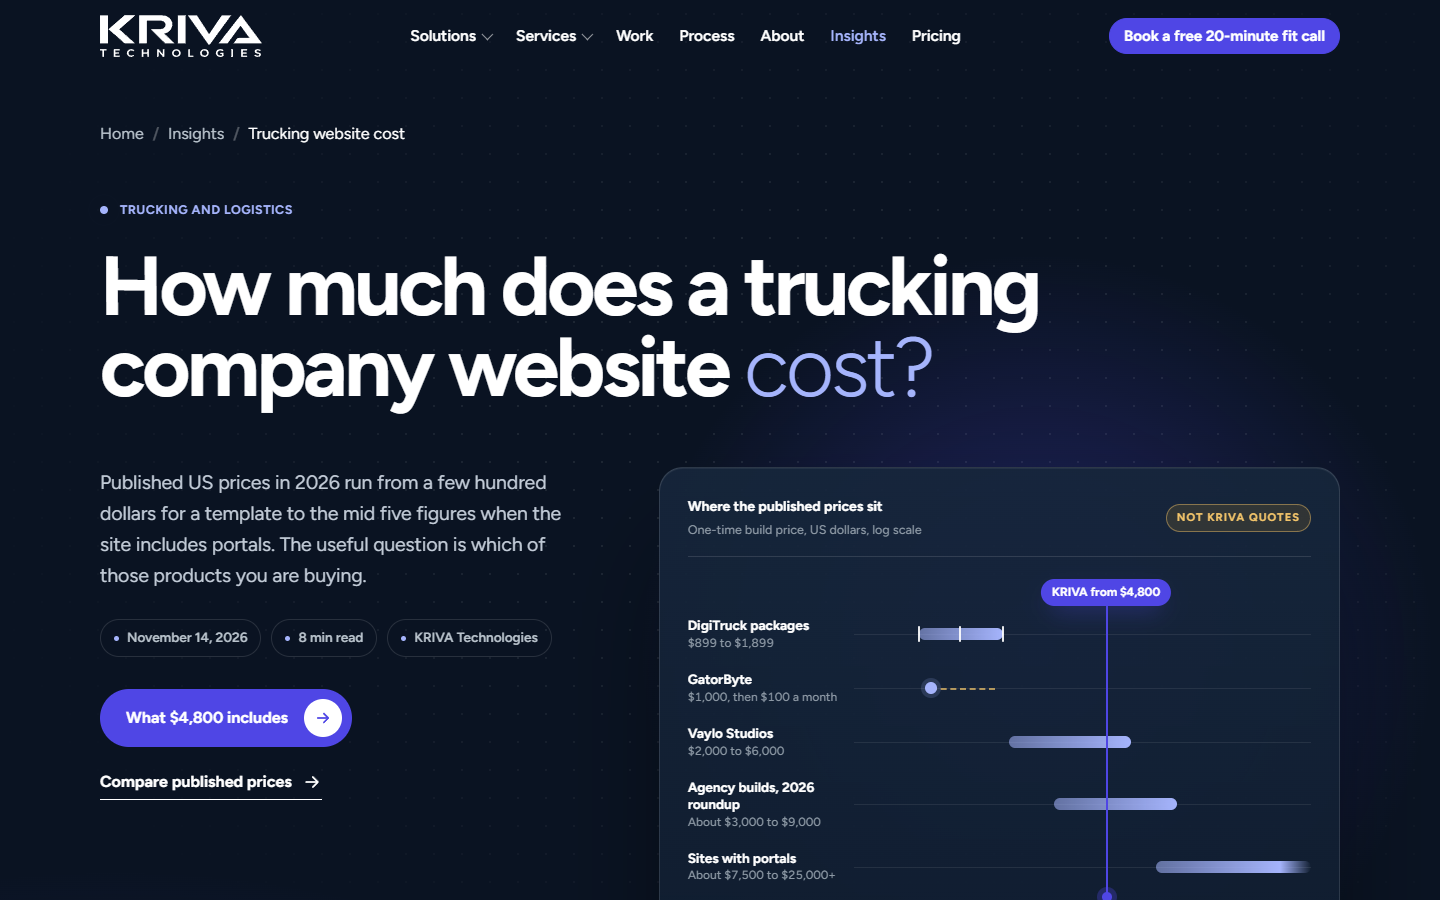 KRIVA
TECHNOLOGIES
Solutions
Services
Work
Process
About
Insights
Pricing
Book a free 20-minute fit call
Home / Insights / Trucking website cost
TRUCKING AND LOGISTICS
How much does a trucking
company website cost?
Published US prices in 2026 run from a few hundred
dollars for a template to the mid five figures when the
site includes portals. The useful question is which of
those products you are buying.
November 14, 2026
8 min read
KRIVA Technologies
What $4,800 includes
Compare published prices
Where the published prices sit
One-time build price, US dollars, log scale
NOT KRIVA QUOTES
KRIVA from $4,800
DigiTruck packages
$899 to $1,899
GatorByte
$1,000, then $100 a month
Vaylo Studios
$2,000 to $6,000
Agency builds, 2026
roundup
About $3,000 to $9,000
Sites with portals
About $7,500 to $25,000+